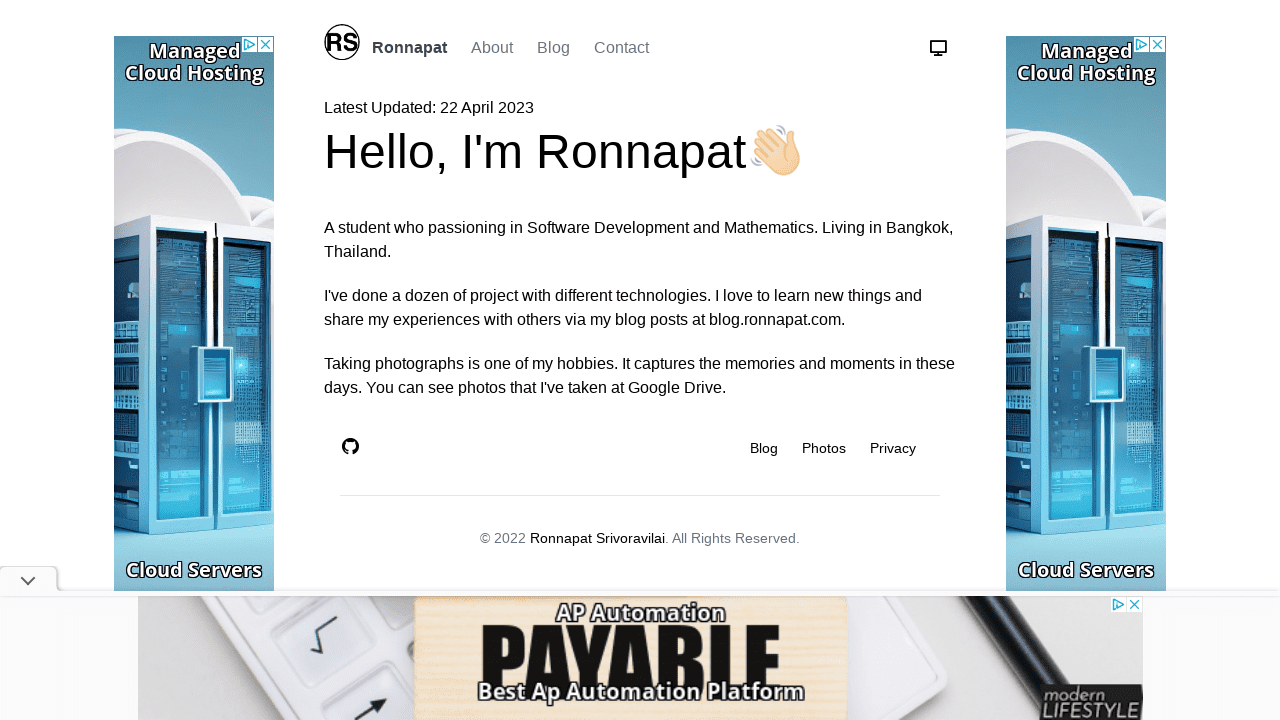 RS
Ronnapat About Blog Contact
Latest Updated: 22 April 2023
Hello, I'm Ronnapat👋🏻
A student who passioning in Software Development and Mathematics. Living in Bangkok,
Thailand.
I've done a dozen of project with different technologies. I love to learn new things and
share my experiences with others via my blog posts at blog.ronnapat.com.
Taking photographs is one of my hobbies. It captures the memories and moments in these
days. You can see photos that I've taken at Google Drive.
Blog Photos Privacy
© 2022 Ronnapat Srivoravilai. All Rights Reserved.
Managed
Cloud Hosting
Cloud Servers
Managed
Cloud Hosting
Cloud Servers
AP Automation
PAYABLE
Best Ap Automation Platform
modern
LIFESTYLE